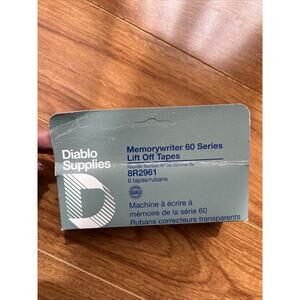 Diablo
Supplies
Memorywriter 60 Series
Lift Off Tapes
8R2961
6 tapes/rubans
Machine à écrire à
mémoire de la série 60
Rubans correcteurs transparents